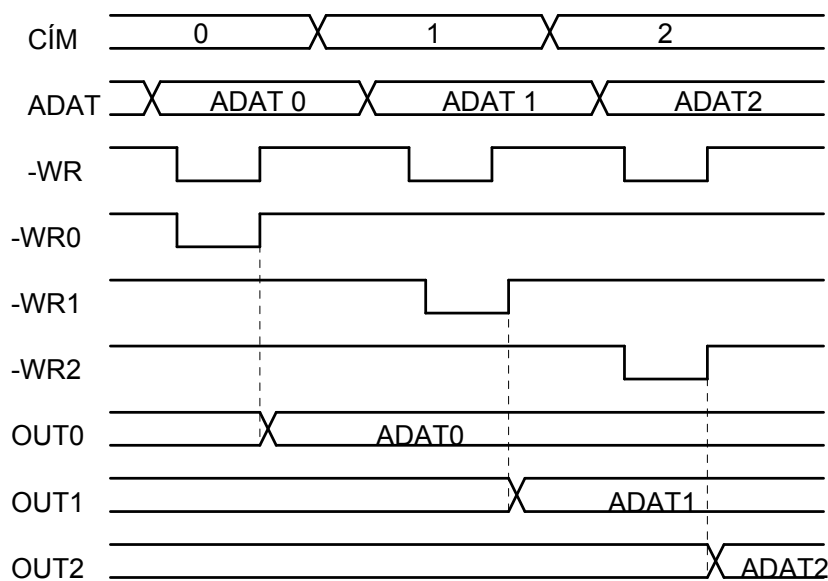 CÍM 0 1 2
ADAT ADAT 0 ADAT 1 ADAT2
-WR
-WR0
-WR1
-WR2
OUT0 ADAT0
OUT1 ADAT1
OUT2 ADAT2